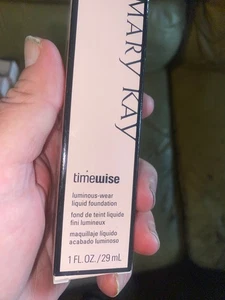 MARY KAY
timewise
luminous-wear
liquid foundation
fond de teint liquide
fini lumineux
maquillaje líquido
acabado luminoso
1 FL. OZ. / 29 mL